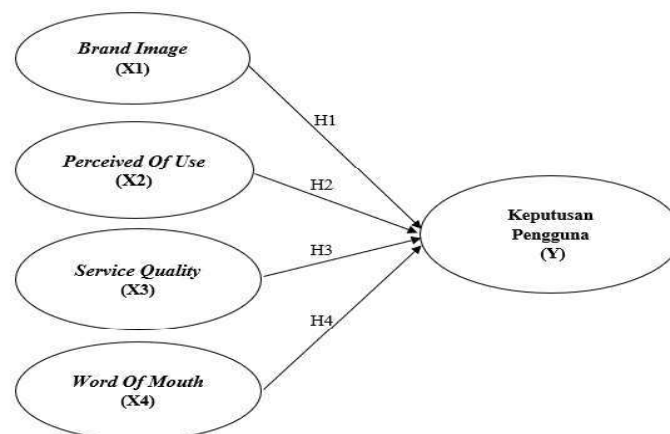 Brand Image
(X1)
H1
Perceived Of Use
(X2)
H2
Keputusan
Pengguna
(Y)
Service Quality
(X3)
H3
H4
Word Of Mouth
(X4)